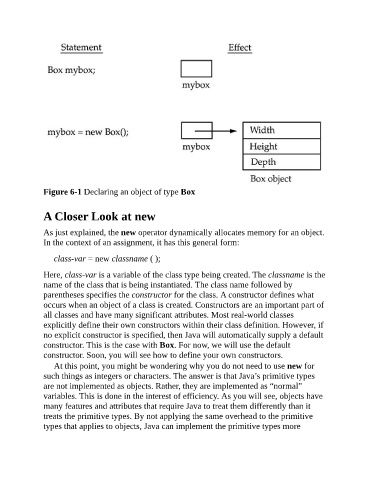 Statement Effect
Box mybox;
mybox
mybox = new Box();
Width
mybox Height
Depth
Box object
Figure 6-1 Declaring an object of type Box
A Closer Look at new
As just explained, the new operator dynamically allocates memory for an object.
In the context of an assignment, it has this general form:
class-var = new classname ( );
Here, class-var is a variable of the class type being created. The classname is the
name of the class that is being instantiated. The class name followed by
parentheses specifies the constructor for the class. A constructor defines what
occurs when an object of a class is created. Constructors are an important part of
all classes and have many significant attributes. Most real-world classes
explicitly define their own constructors within their class definition. However, if
no explicit constructor is specified, then Java will automatically supply a default
constructor. This is the case with Box. For now, we will use the default
constructor. Soon, you will see how to define your own constructors.
At this point, you might be wondering why you do not need to use new for
such things as integers or characters. The answer is that Java’s primitive types
are not implemented as objects. Rather, they are implemented as “normal”
variables. This is done in the interest of efficiency. As you will see, objects have
many features and attributes that require Java to treat them differently than it
treats the primitive types. By not applying the same overhead to the primitive
types that applies to objects, Java can implement the primitive types more